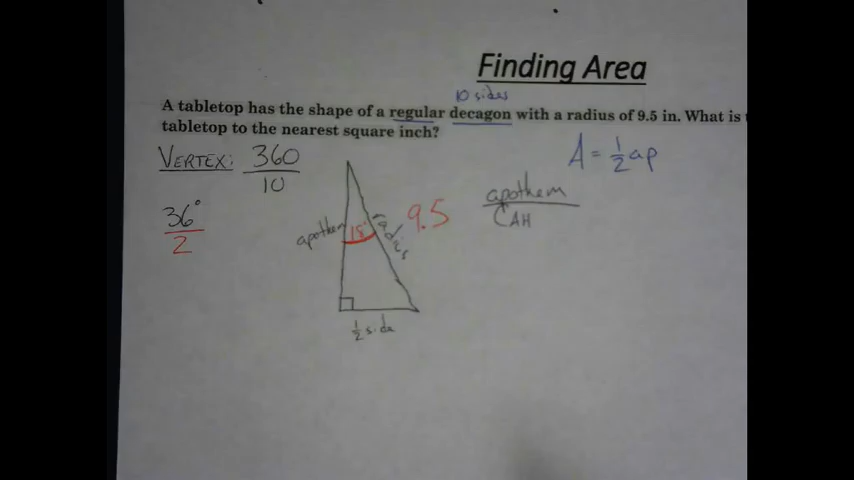 Finding Area
10 sides
A tabletop has the shape of a regular decagon with a radius of 9.5 in. What is
tabletop to the nearest square inch?
VERTEX: 360
10
A = ½ap
36°
2
apothem
18°
radius
9.5
½ side
apothem
CAH